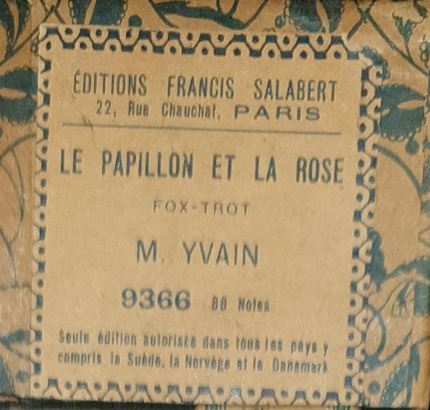 ÉDITIONS FRANCIS SALABERT
22, Rue Chauchat, PARIS
LE PAPILLON ET LA ROSE
FOX-TROT
M. YVAIN
9366 88 Notes
Seule édition autorisée dans tous les pays y
compris la Suède, la Norvège et le Danemark